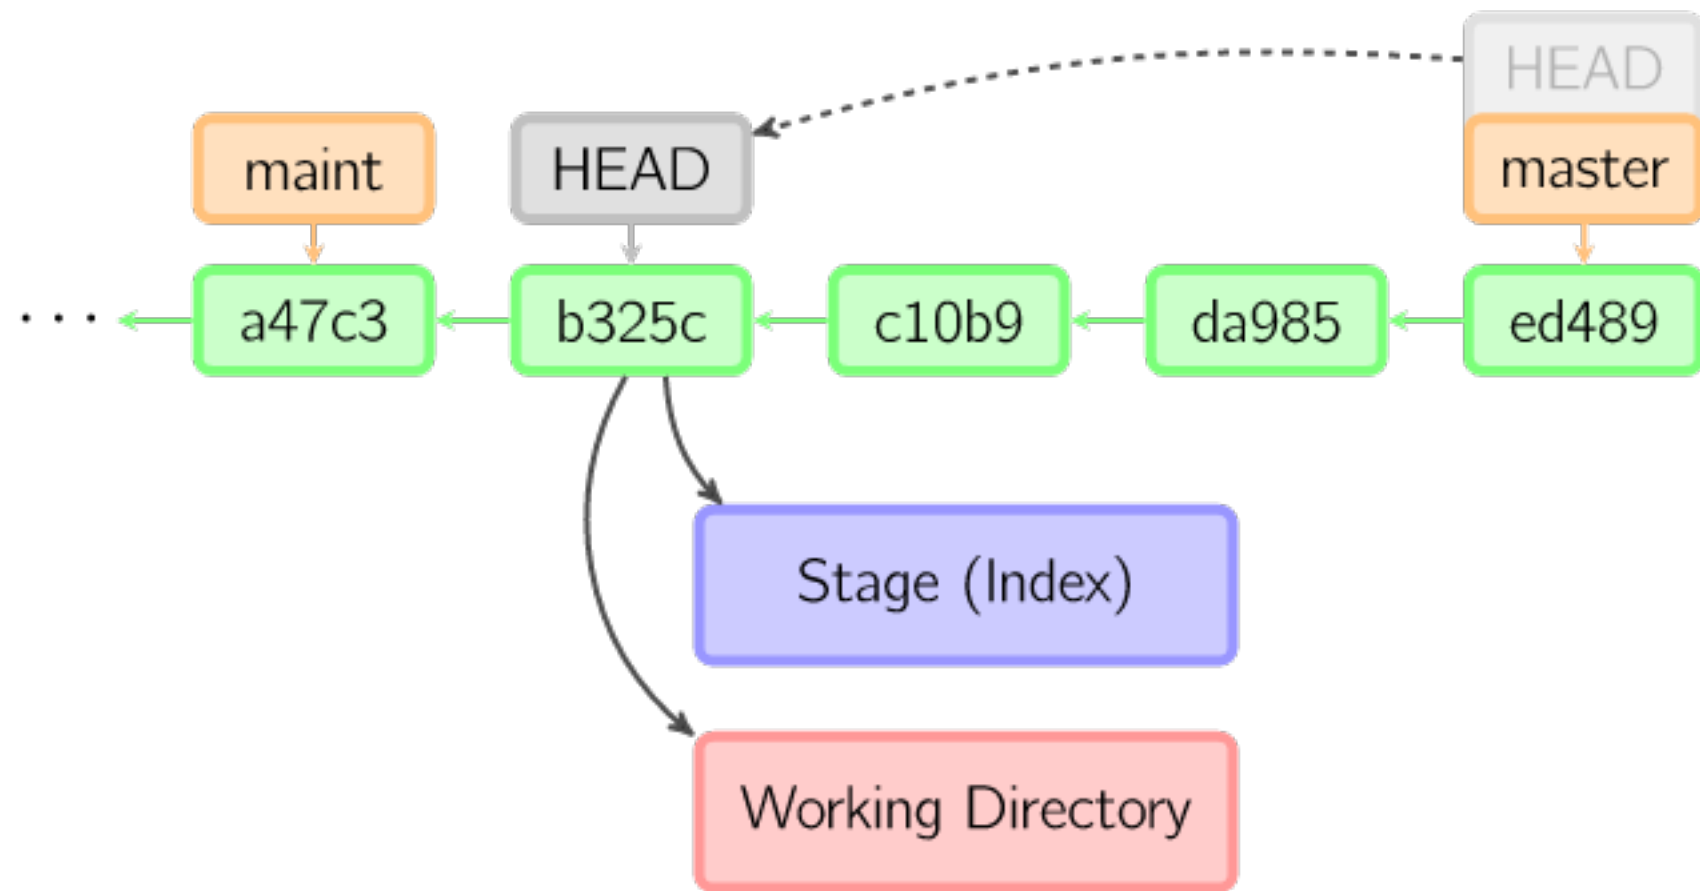 HEAD
maint
HEAD
master
... a47c3
b325c
c10b9
da985
ed489
Stage (Index)
Working Directory